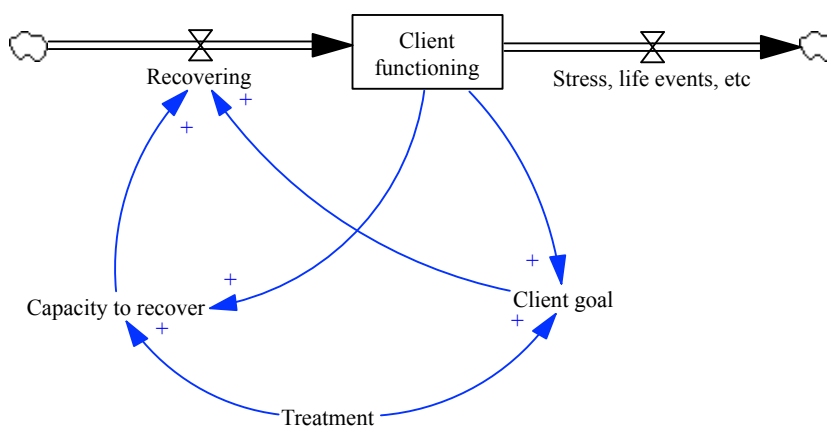 Client
functioning
Recovering
Stress, life events, etc
+
+
+
+
Capacity to recover
Client goal
+
+
Treatment